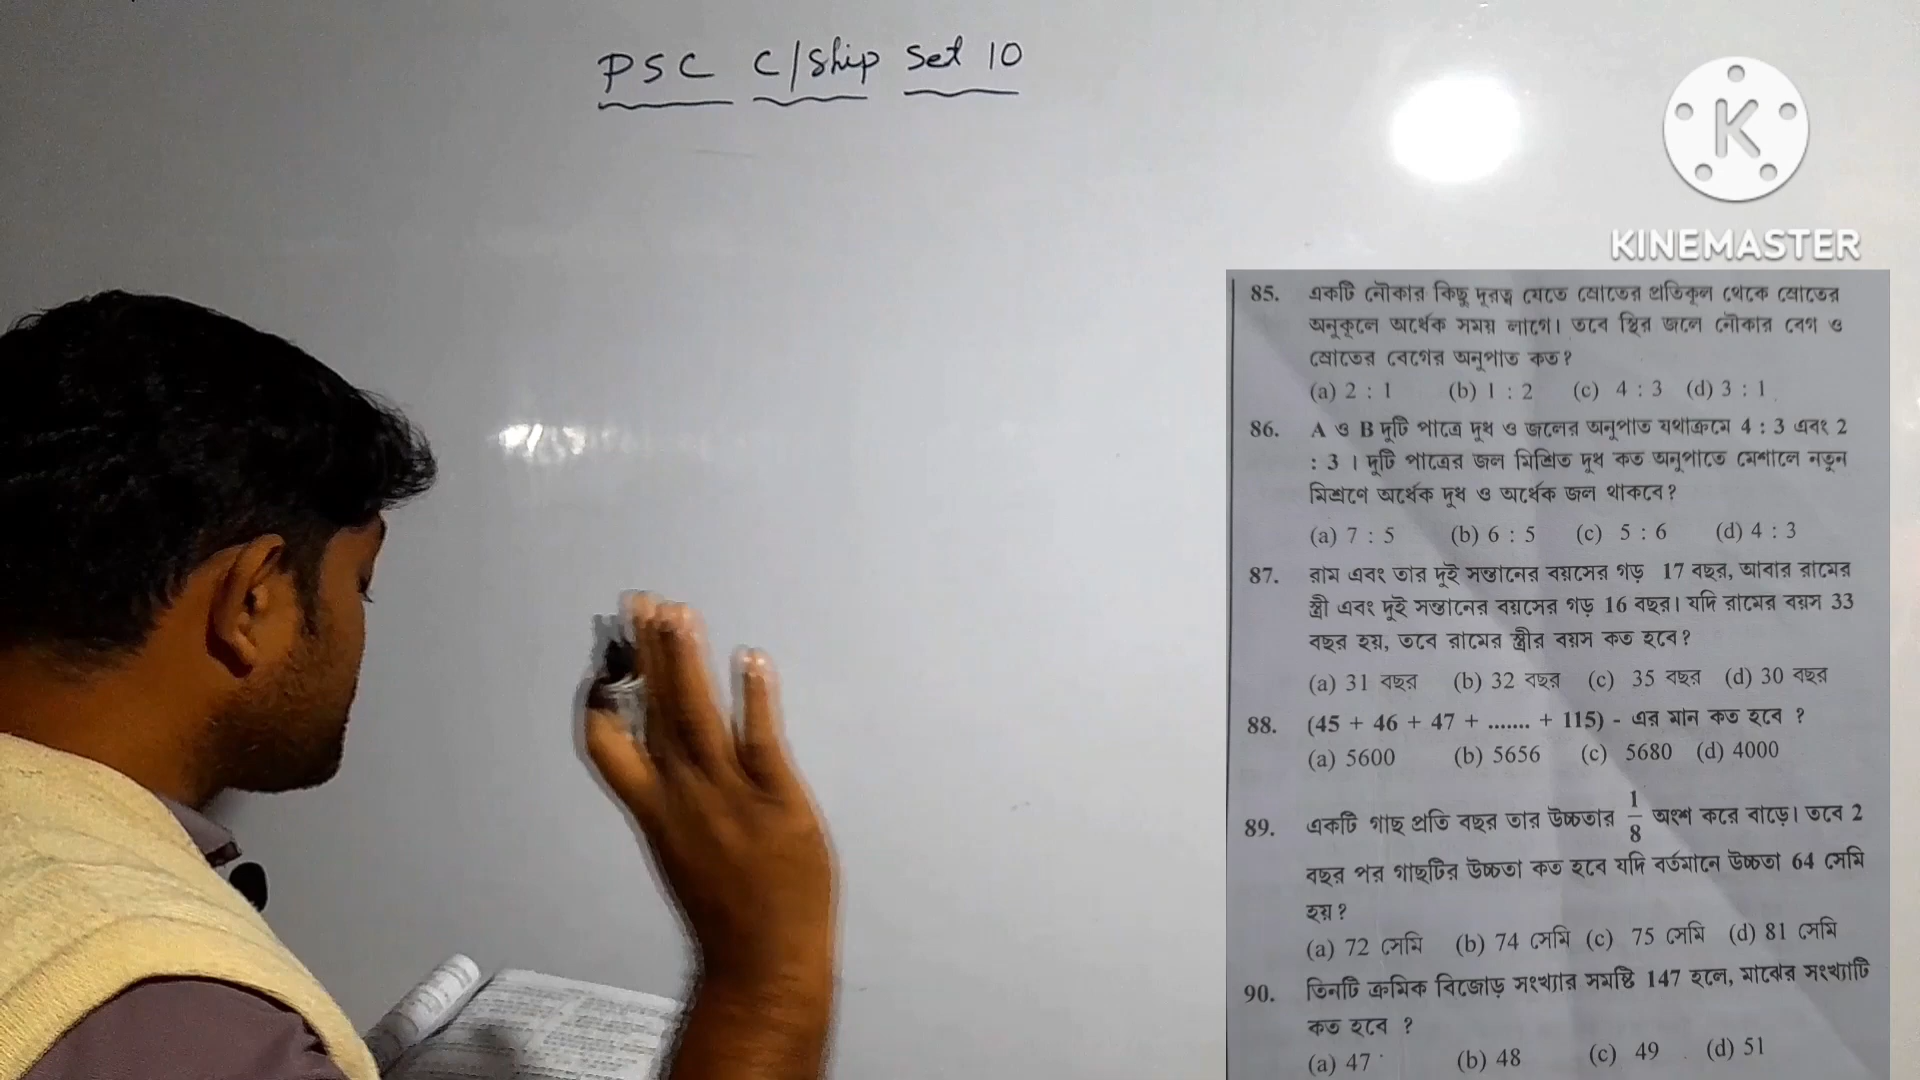 PSC C/Ship Set 10
K
KINEMASTER
85. একটি নৌকার কিছু দূরত্ব যেতে স্রোতের প্রতিকূল থেকে স্রোতের
অনুকূলে অর্ধেক সময় লাগে। তবে স্থির জলে নৌকার বেগ ও
স্রোতের বেগের অনুপাত কত?
(a) 2 : 1 (b) 1 : 2 (c) 4 : 3 (d) 3 : 1
86. A ও B দুটি পাত্রে দুধ ও জলের অনুপাত যথাক্রমে 4 : 3 এবং 2
: 3 । দুটি পাত্রের জল মিশ্রিত দুধ কত অনুপাতে মেশালে নতুন
মিশ্রণে অর্ধেক দুধ ও অর্ধেক জল থাকবে?
(a) 7 : 5 (b) 6 : 5 (c) 5 : 6 (d) 4 : 3
87. রাম এবং তার দুই সন্তানের বয়সের গড় 17 বছর, আবার রামের
স্ত্রী এবং দুই সন্তানের বয়সের গড় 16 বছর। যদি রামের বয়স 33
বছর হয়, তবে রামের স্ত্রীর বয়স কত হবে?
(a) 31 বছর (b) 32 বছর (c) 35 বছর (d) 30 বছর
88. (45 + 46 + 47 + ....... + 115) - এর মান কত হবে ?
(a) 5600 (b) 5656 (c) 5680 (d) 4000
89. একটি গাছ প্রতি বছর তার উচ্চতার 1/8 অংশ করে বাড়ে। তবে 2
বছর পর গাছটির উচ্চতা কত হবে যদি বর্তমানে উচ্চতা 64 সেমি
হয়?
(a) 72 সেমি (b) 74 সেমি (c) 75 সেমি (d) 81 সেমি
90. তিনটি ক্রমিক বিজোড় সংখ্যার সমষ্টি 147 হলে, মাঝের সংখ্যাটি
কত হবে ?
(a) 47 (b) 48 (c) 49 (d) 51